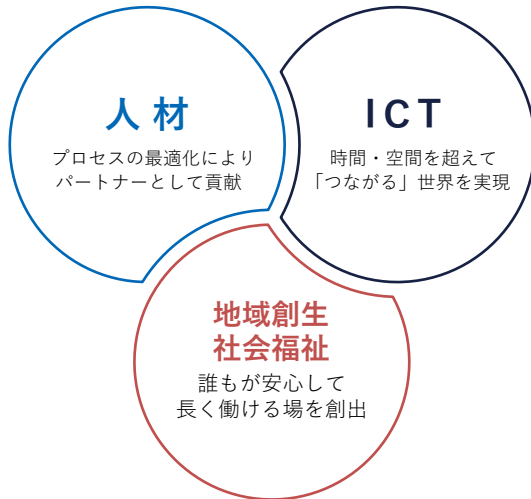 人材
プロセスの最適化により
パートナーとして貢献
ICT
時間・空間を超えて
「つながる」世界を実現
地域創生
社会福祉
誰もが安心して
長く働ける場を創出